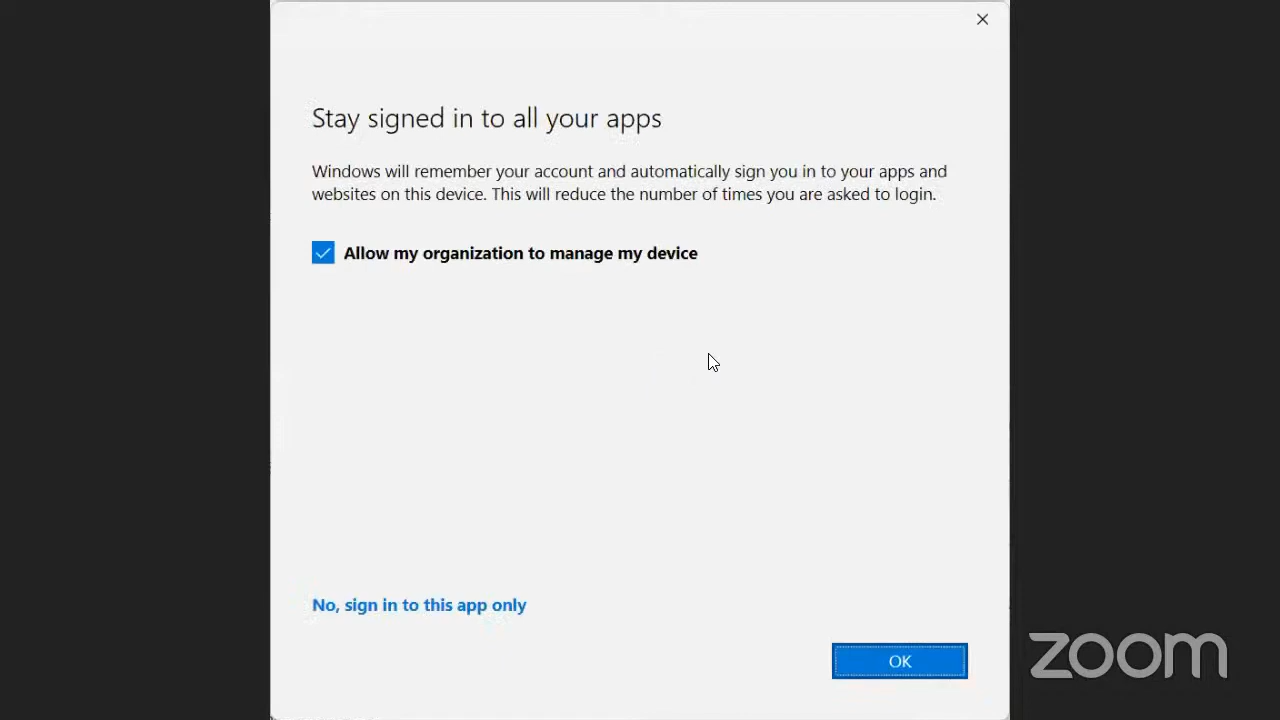 Stay signed in to all your apps
Windows will remember your account and automatically sign you in to your apps and
websites on this device. This will reduce the number of times you are asked to login.
Allow my organization to manage my device
No, sign in to this app only
OK
zoom